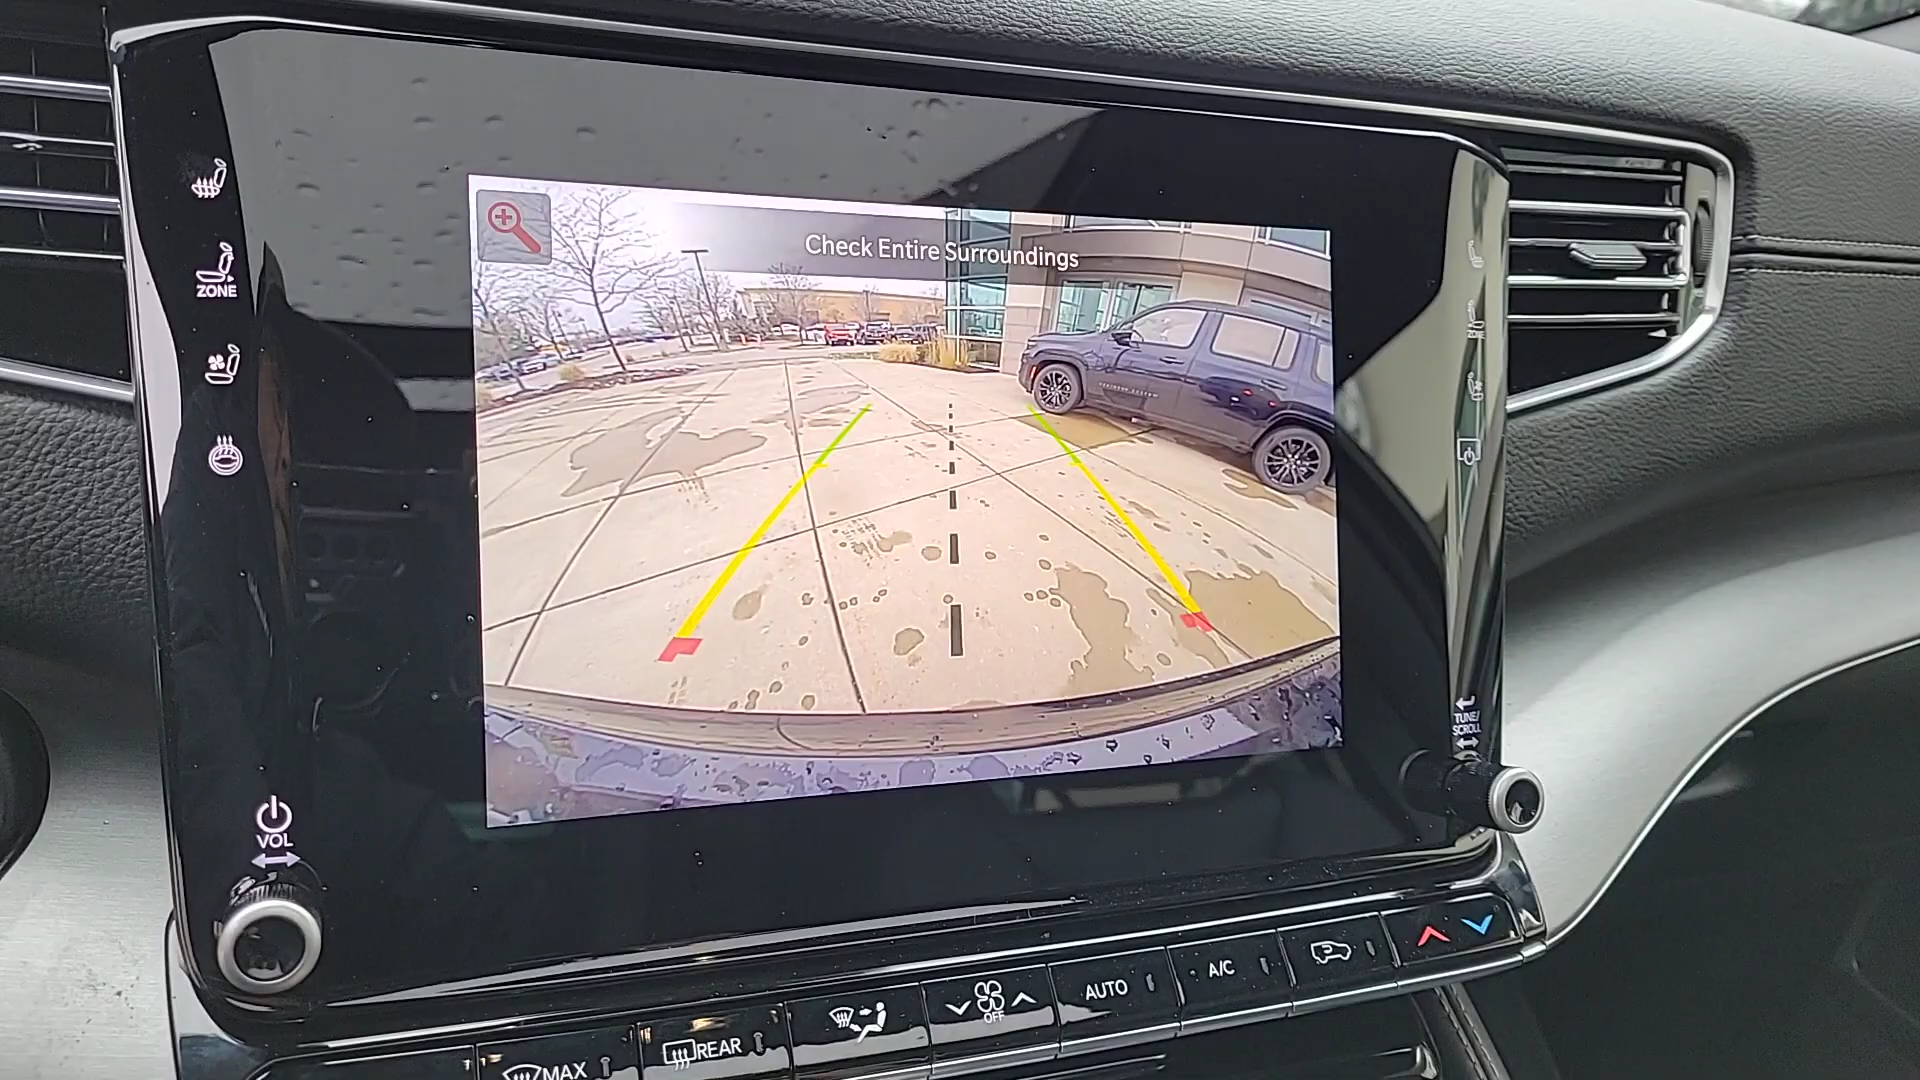 Check Entire Surroundings
ZONE
VOL
TUNE/
SCROLL
MAX
REAR
OFF
AUTO
A/C